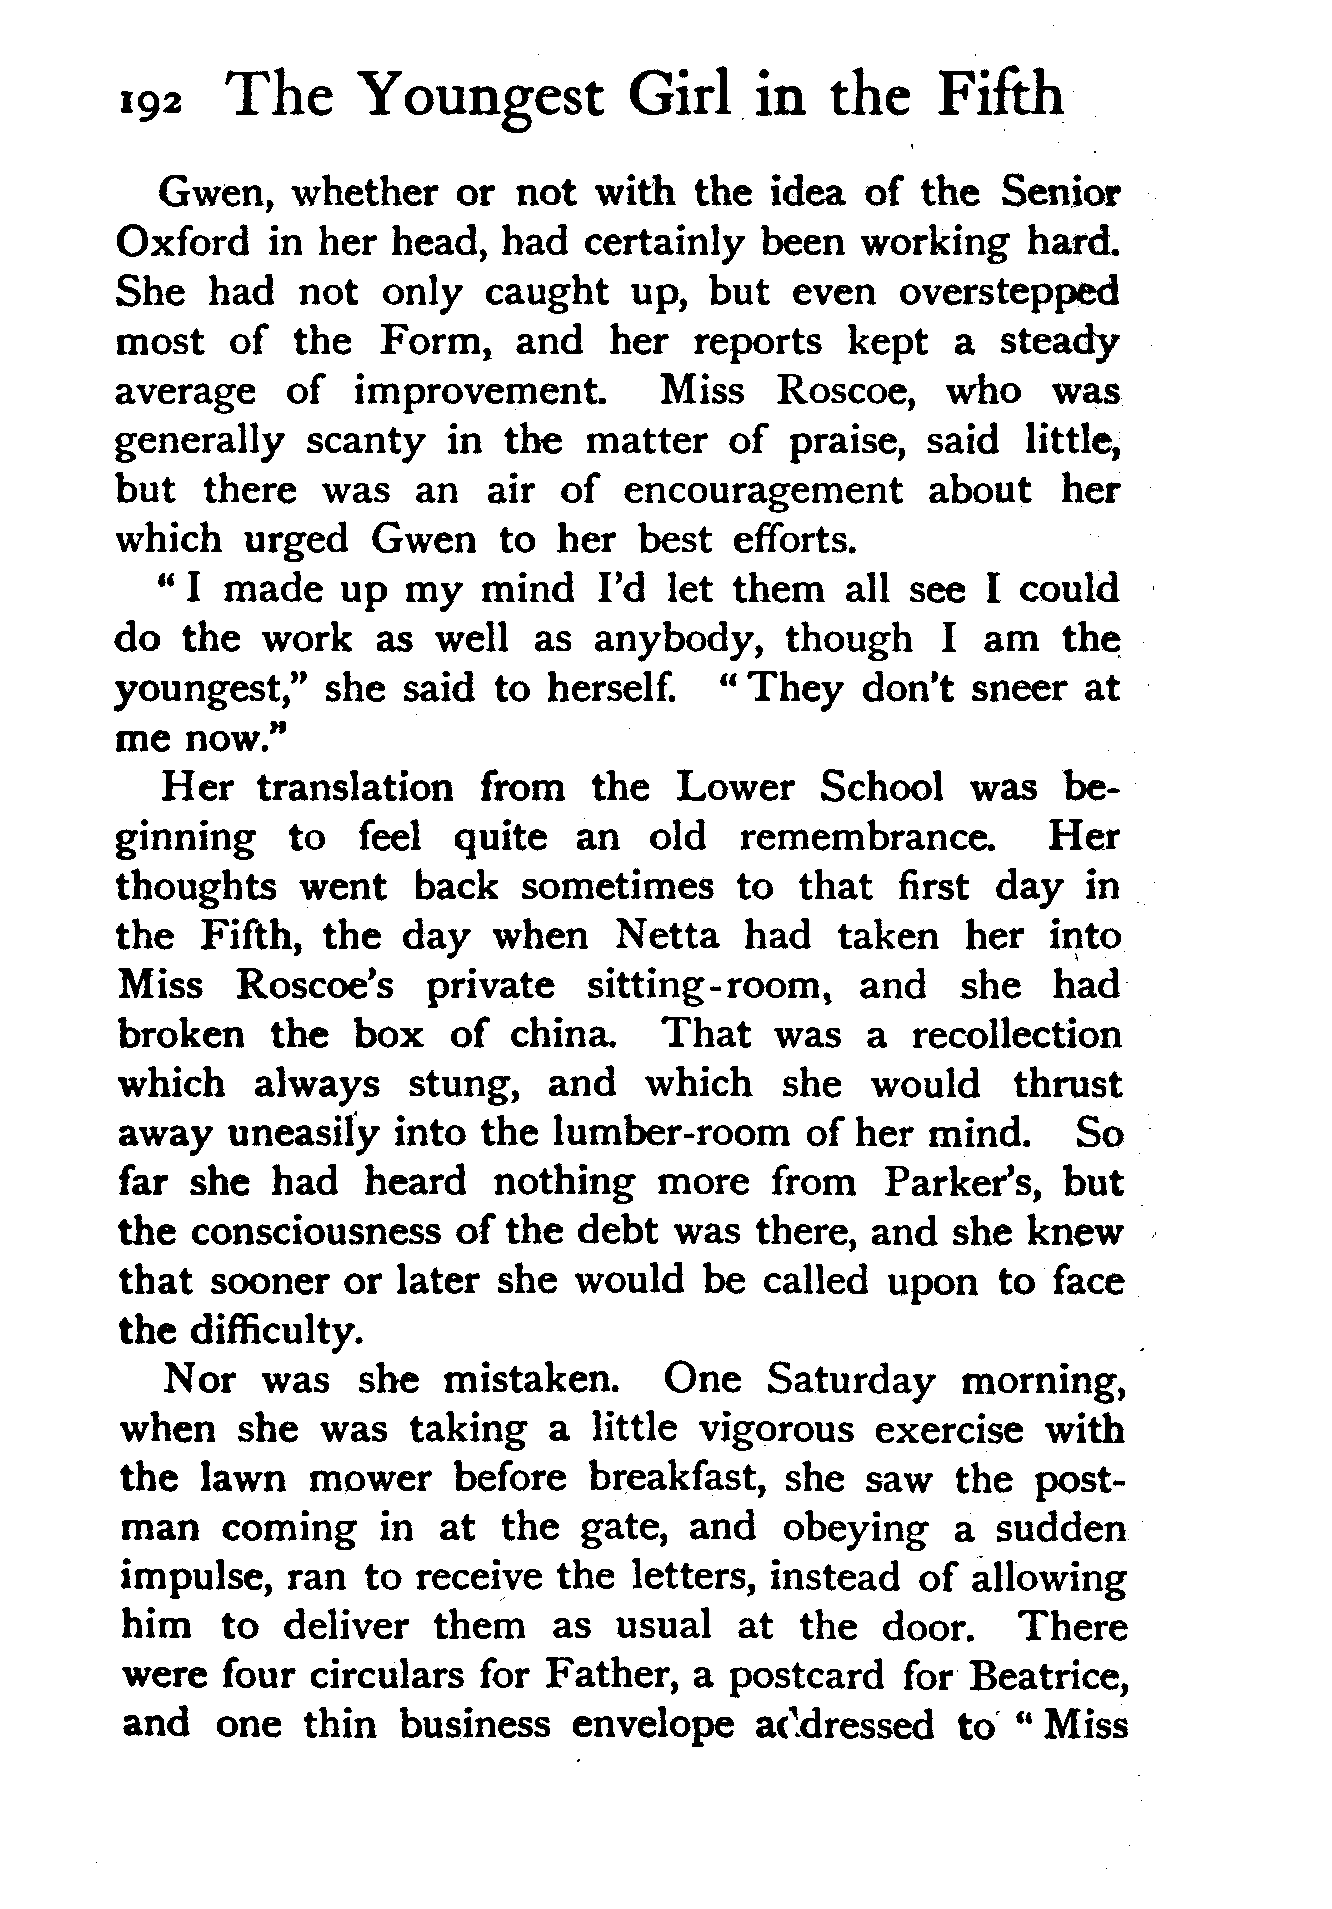 192 The Youngest Girl in the Fifth
Gwen, whether or not with the idea of the Senior
Oxford in her head, had certainly been working hard.
She had not only caught up, but even overstepped
most of the Form, and her reports kept a steady
average of improvement. Miss Roscoe, who was
generally scanty in the matter of praise, said little,
but there was an air of encouragement about her
which urged Gwen to her best efforts.
“ I made up my mind I’d let them all see I could
do the work as well as anybody, though I am the
youngest,” she said to herself. “ They don’t sneer at
me now.”
Her translation from the Lower School was be-
ginning to feel quite an old remembrance. Her
thoughts went back sometimes to that first day in
the Fifth, the day when Netta had taken her into
Miss Roscoe’s private sitting-room, and she had
broken the box of china. That was a recollection
which always stung, and which she would thrust
away uneasily into the lumber-room of her mind. So
far she had heard nothing more from Parker’s, but
the consciousness of the debt was there, and she knew
that sooner or later she would be called upon to face
the difficulty.
Nor was she mistaken. One Saturday morning,
when she was taking a little vigorous exercise with
the lawn mower before breakfast, she saw the post-
man coming in at the gate, and obeying a sudden
impulse, ran to receive the letters, instead of allowing
him to deliver them as usual at the door. There
were four circulars for Father, a postcard for Beatrice,
and one thin business envelope addressed to “ Miss